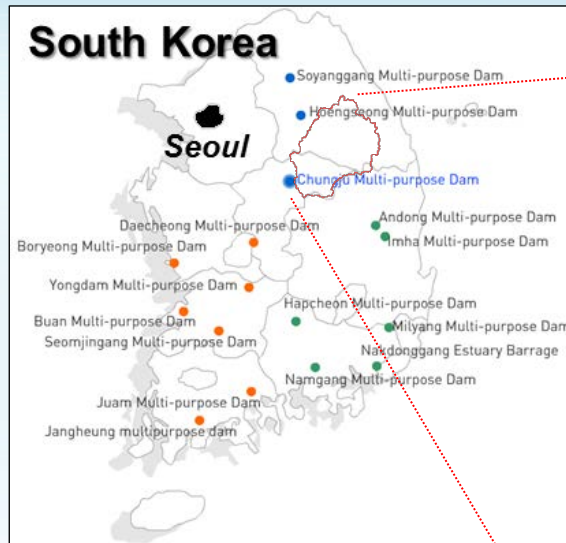 South Korea
Soyanggang Multi-purpose Dam
Hoengseong Multi-purpose Dam
Seoul
Chungju Multi-purpose Dam
Daecheong Multi-purpose Dam
Andong Multi-purpose Dam
Boryeong Multi-purpose Dam
Imha Multi-purpose Dam
Yongdam Multi-purpose Dam
Hapcheon Multi-purpose Dam
Buan Multi-purpose Dam
Milyang Multi-purpose Dam
Seomjingang Multi-purpose Dam
Nakdonggang Estuary Barrage
Namgang Multi-purpose Dam
Juam Multi-purpose Dam
Jangheung multipurpose dam